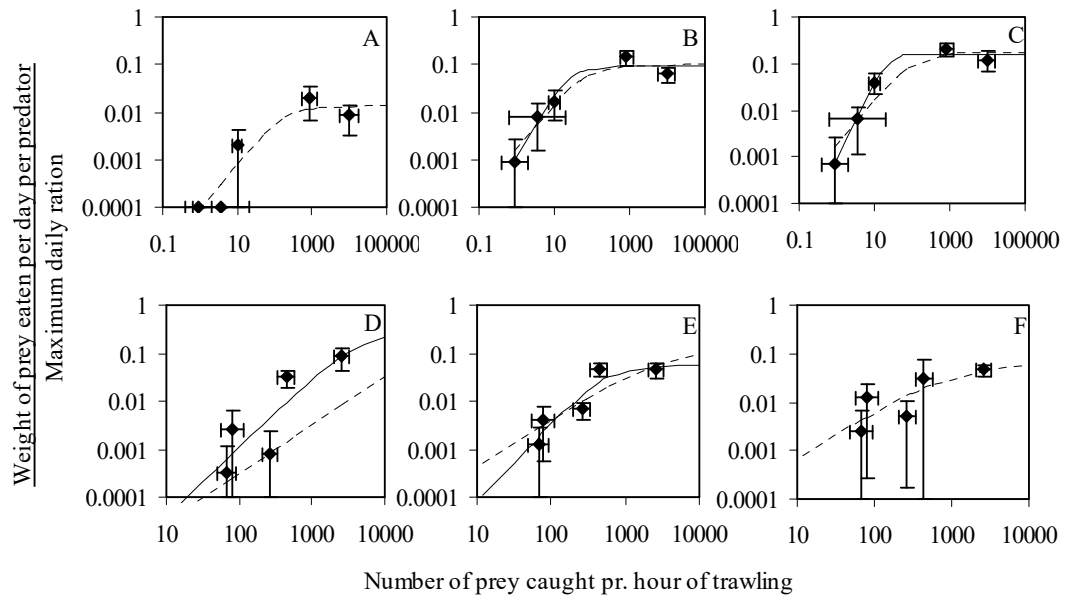 1 1 1
A B C
0.1 0.1 0.1
0.01 0.01 0.01
0.001 0.001 0.001
0.0001 0.0001 0.0001
0.1 10 1000 100000 0.1 10 1000 100000 0.1 10 1000 100000
Weight of prey eaten per day per predator
Maximum daily ration
1 1 1
D E F
0.1 0.1 0.1
0.01 0.01 0.01
0.001 0.001 0.001
0.0001 0.0001 0.0001
10 100 1000 10000 10 100 1000 10000 10 100 1000 10000
Number of prey caught pr. hour of trawling